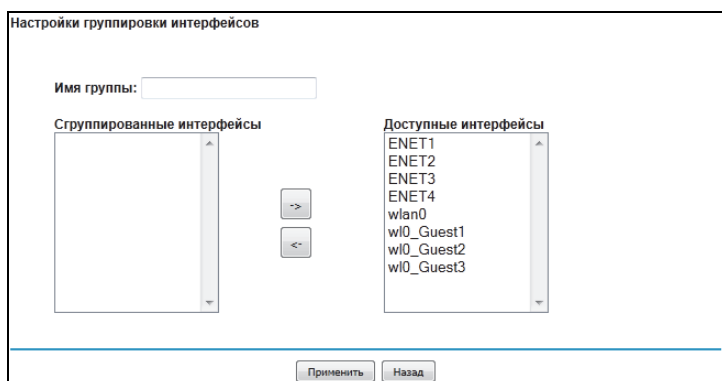 Настройки группировки интерфейсов
Имя группы:
Сгруппированные интерфейсы
Доступные интерфейсы
ENET1
ENET2
ENET3
ENET4
wlan0
wl0_Guest1
wl0_Guest2
wl0_Guest3
->
<-
Применить Назад